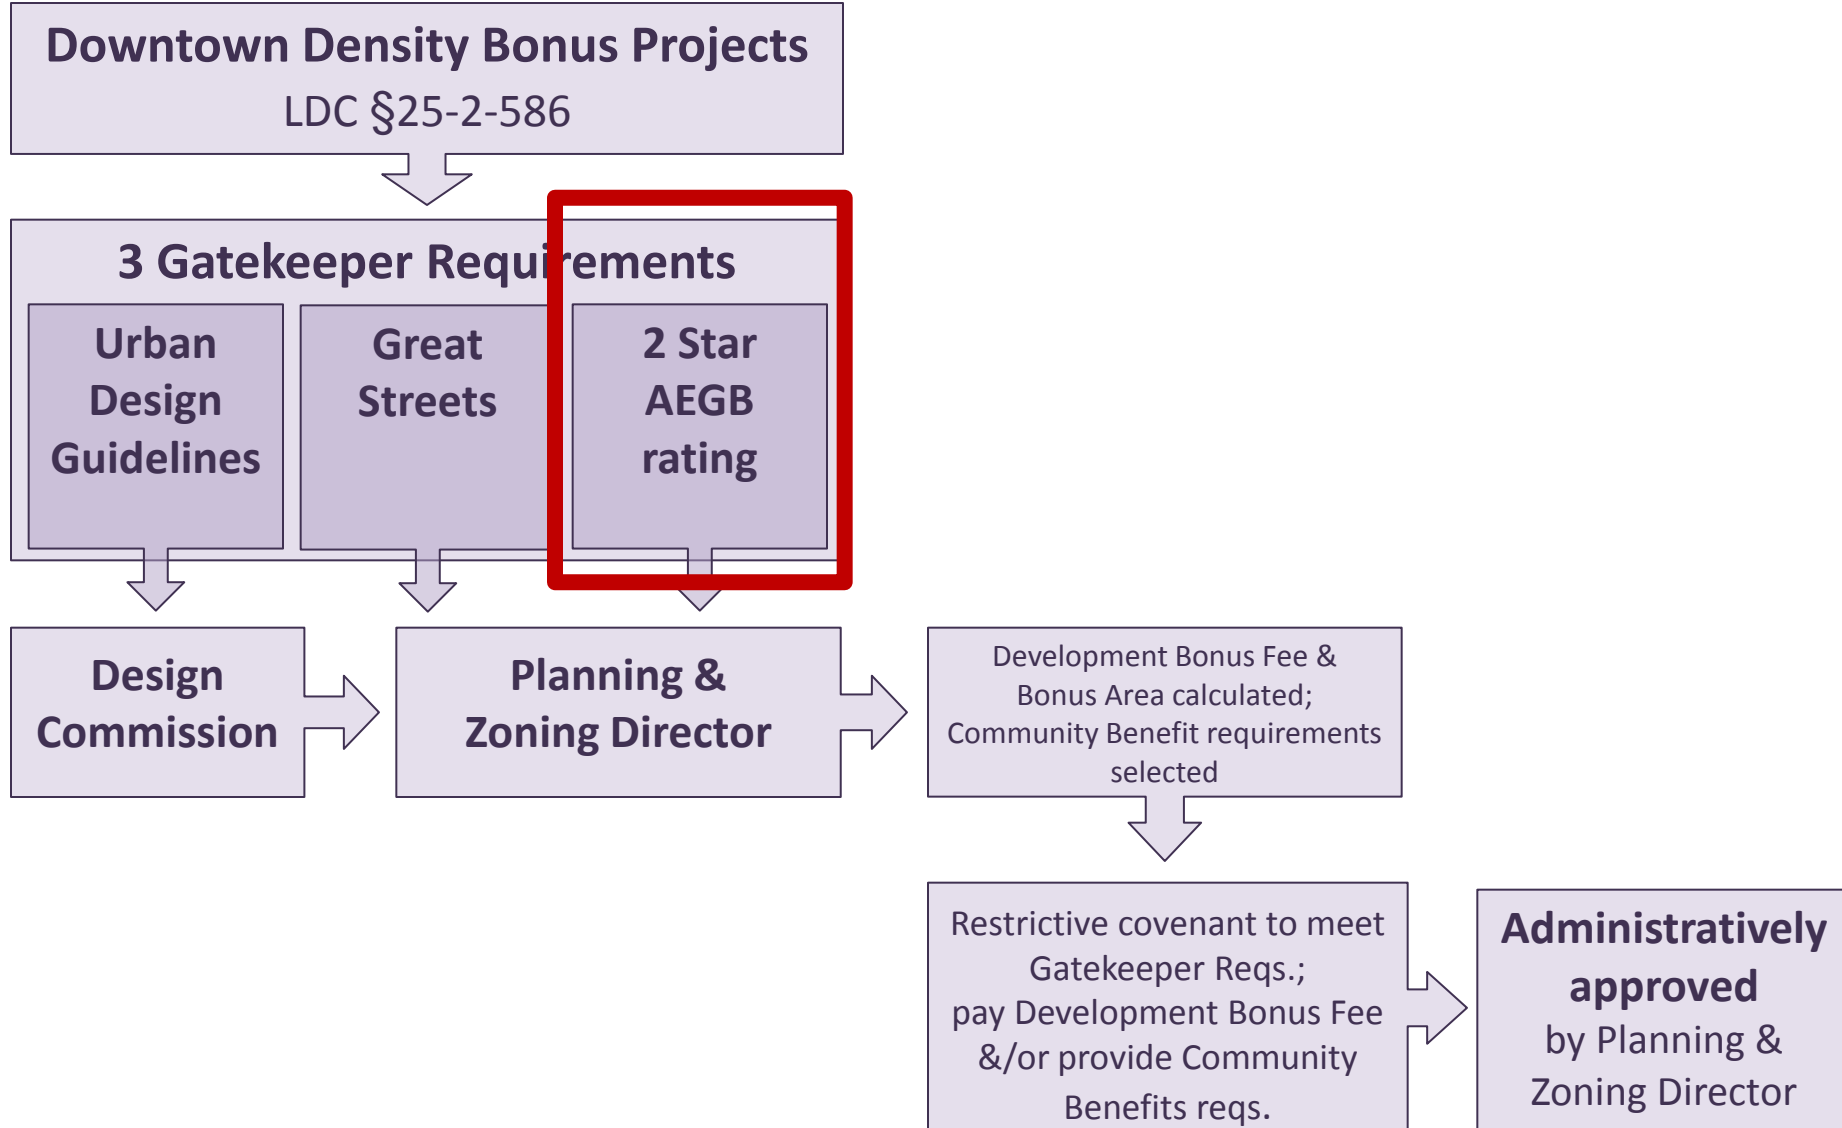 Downtown Density Bonus Projects
LDC §25-2-586
3 Gatekeeper Requirements
Urban
Design
Guidelines
Great
Streets
2 Star
AEGB
rating
Design
Commission
Planning &
Zoning Director
Development Bonus Fee &
Bonus Area calculated;
Community Benefit requirements
selected
Restrictive covenant to meet
Gatekeeper Reqs.;
pay Development Bonus Fee
&/or provide Community
Benefits reqs.
Administratively
approved
by Planning &
Zoning Director